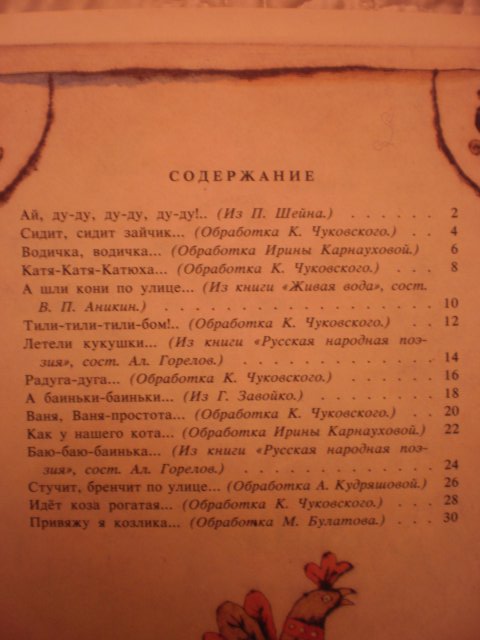 СОДЕРЖАНИЕ
Ай, ду-ду, ду-ду, ду-ду!.. (Из П. Шейна.) . . . . . . 2
Сидит, сидит зайчик... (Обработка К. Чуковского.) . . 4
Водичка, водичка... (Обработка Ирины Карнауховой.) 6
Катя-Катя-Катюха... (Обработка К. Чуковского.) . . . 8
А шли кони по улице... (Из книги «Живая вода», сост.
В. П. Аникин.) . . . . . . . . . . . . . . . . . 10
Тили-тили-тили-бом!.. (Обработка К. Чуковского.) . . . 12
Летели кукушки... (Из книги «Русская народная поэ-
зия», сост. Ал. Горелов.) . . . . . . . . . . . . 14
Радуга-дуга... (Обработка К. Чуковского.) . . . . . . 16
А баиньки-баиньки... (Из Г. Завойко.) . . . . . . . . 18
Ваня, Ваня-простота... (Обработка К. Чуковского.) . . . 20
Как у нашего кота... (Обработка Ирины Карнауховой.) 22
Баю-баю-баинька... (Из книги «Русская народная поэ-
зия», сост. Ал. Горелов.) . . . . . . . . . . . . 24
Стучит, бренчит по улице... (Обработка А. Кудряшовой.) 26
Идёт коза рогатая... (Обработка К. Чуковского.) . . . 28
Привяжу я козлика... (Обработка М. Булатова.) . . . 30